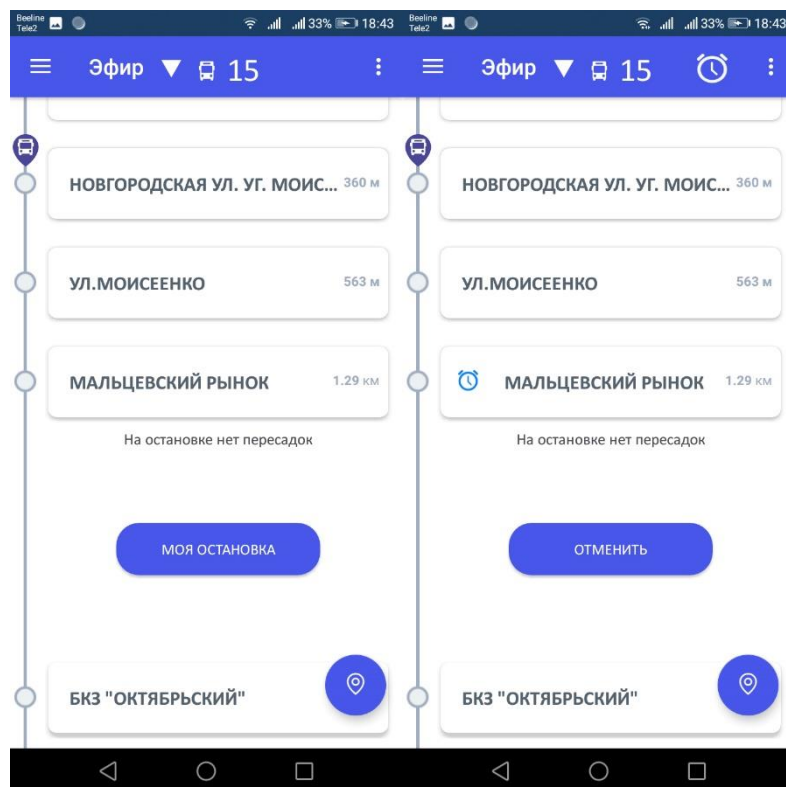 Beeline
Tele2
33% 18:43
Эфир ▼ 15
НОВГОРОДСКАЯ УЛ. УГ. МОИС... 360 м
УЛ.МОИСЕЕНКО 563 м
МАЛЬЦЕВСКИЙ РЫНОК 1.29 км
На остановке нет пересадок
МОЯ ОСТАНОВКА
БКЗ "ОКТЯБРЬСКИЙ"
Beeline
Tele2
33% 18:43
Эфир ▼ 15
НОВГОРОДСКАЯ УЛ. УГ. МОИС... 360 м
УЛ.МОИСЕЕНКО 563 м
МАЛЬЦЕВСКИЙ РЫНОК 1.29 км
На остановке нет пересадок
ОТМЕНИТЬ
БКЗ "ОКТЯБРЬСКИЙ"